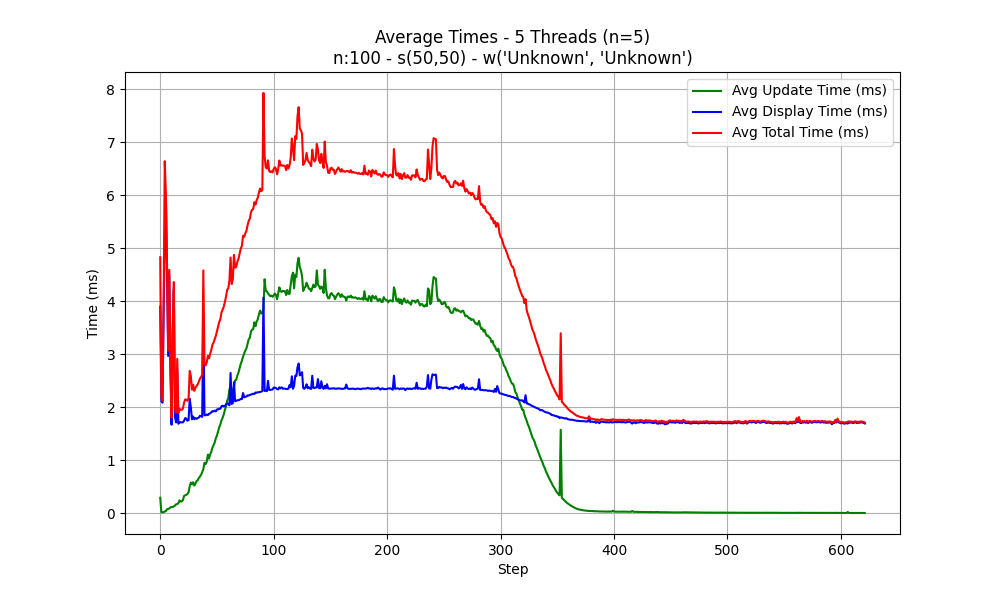 Average Times - 5 Threads (n=5)
n:100 - s(50,50) - w('Unknown', 'Unknown')
Avg Update Time (ms)
Avg Display Time (ms)
Avg Total Time (ms)
Time (ms)
8
7
6
5
4
3
2
1
0
0 100 200 300 400 500 600
Step